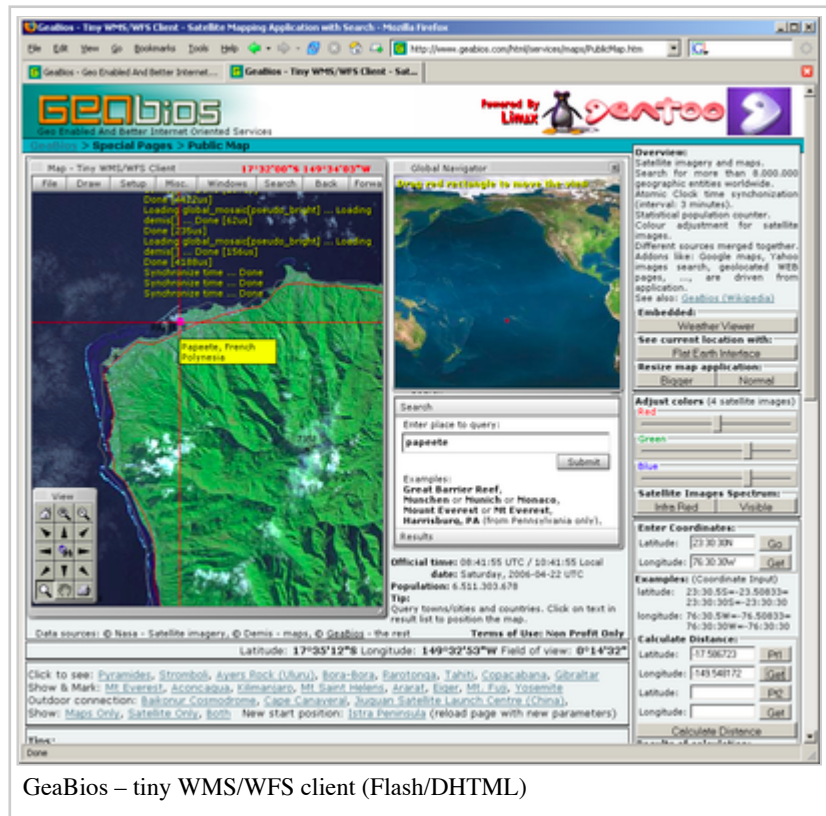 GeaBios - Tiny WMS/WFS Client - Satellite Mapping Application with Search - Mozilla Firefox
File Edit View Go Bookmarks Tools Help
http://www.geabios.com/html/services/maps/PublicMap.htm
GeaBios - Geo Enabled And Better Internet... GeaBios - Tiny WMS/WFS Client - Sat...
GEAbios
Geo Enabled And Better Internet Oriented Services
Powered By Linux
gentoo
GeaBios > Special Pages > Public Map
Map - Tiny WMS/WFS Client 17°32'00"S 149°34'03"W
File Draw Setup Misc. Windows Search Back Forwa
Done [62us]
Loading global_mosaic[pseudo_bright] ... Loading
demis[] ... Done [62us]
Done [235us]
Loading global_mosaic[pseudo_bright] ... Loading
demis[] ... Done [156us]
Done [4188us]
Synchronize time ... Done
Synchronize time ... Done
Synchronize time ... Done
Papeete, French
Polynesia
View
Global Navigator
Drag red rectangle to move the view
Search
Enter place to query:
papeete
Submit
Examples:
Great Barrier Reef,
Munchen or Munich or Monaco,
Mount Everest or Mt Everest,
Harrisburg, PA (from Pennsylvania only),
Results
Official time: 08:41:55 UTC / 10:41:55 Local
date: Saturday, 2006-04-22 UTC
Population: 6.511.303.678
Tip:
Query towns/cities and countries. Click on text in
result list to position the map.
Data sources: © Nasa - Satellite imagery, © Demis - maps, © GeaBios - the rest Terms of Use: Non Profit Only
Latitude: 17°35'12"S Longitude: 149°32'53"W Field of view: 0°14'32"
Click to see: Pyramides, Stromboli, Ayers Rock (Uluru), Bora-Bora, Rarotonga, Tahiti, Copacabana, Gibraltar
Show & Mark: Mt Everest, Aconcagua, Kilimanjaro, Mt Saint Helens, Ararat, Eiger, Mt. Fuji, Yosemite
Outdoor connection: Baikonur Cosmodrome, Cape Canaveral, Jiuquan Satellite Launch Centre (China),
Show: Maps Only, Satellite Only, Both New start position: Istra Peninsula (reload page with new parameters)
Tips:
Done
Overview:
Satellite imagery and maps.
Search for more than 8.000.000
geographic entities worldwide.
Atomic Clock time synchonization
(interval: 3 minutes).
Statistical population counter.
Colour adjustment for satellite
images.
Different sources merged together.
Addons like: Google maps, Yahoo
images search, geolocated WEB
pages, ..., are driven from
application.
See also: GeaBios (Wikipedia)
Embedded:
Weather Viewer
See current location with:
Flat Earth Interface
Resize map application:
Bigger Normal
Adjust colors (4 satellite images)
Red
Green
Blue
Satellite Images Spectrum:
Infra Red Visible
Enter Coordinates:
Latitude: 23:30:30N Go
Longitude: 76:30:30W Get
Examples: (Coordinate Input)
latitude: 23:30.5S=-23.50833=
23:30:30S=-23:30:30
longitude: 76:30.5W=-76.50833=
76:30:30W=-76:30:30
Calculate Distance:
Latitude: -17.586723 Pt1
Longitude: -149.548172 Get
Latitude: Pt2
Longitude: Get
Calculate Distance
Results of calculation:
GeaBios – tiny WMS/WFS client (Flash/DHTML)